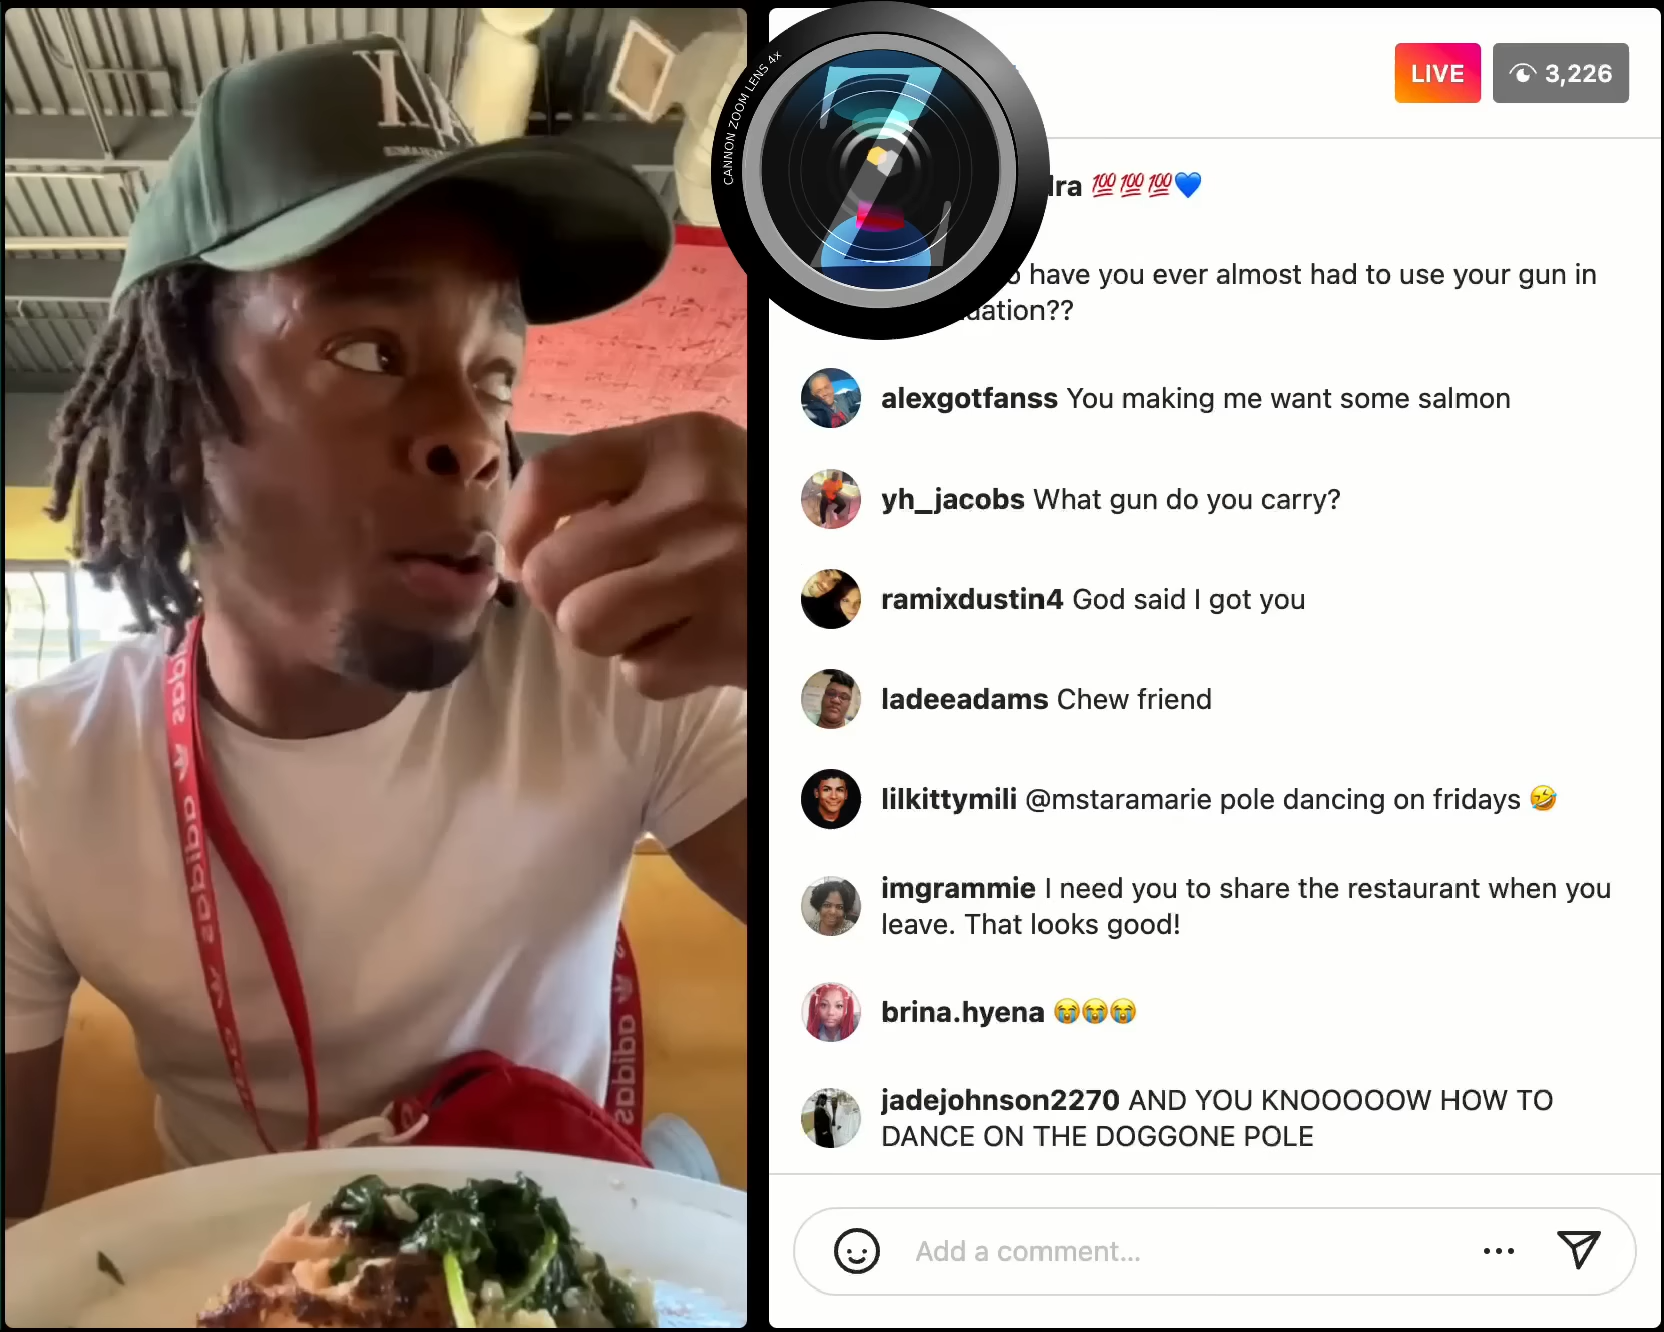 CANNON ZOOM LENS 4x
LIVE
3,226
💯💯💯💙
have you ever almost had to use your gun in
alexgotfanss You making me want some salmon
yh_jacobs What gun do you carry?
ramixdustin4 God said I got you
ladeeadams Chew friend
lilkittymili @mstaramarie pole dancing on fridays 🤣
imgrammie I need you to share the restaurant when you
leave. That looks good!
brina.hyena 😭😭😭
jadejohnson2270 AND YOU KNOOOOOW HOW TO
DANCE ON THE DOGGONE POLE
Add a comment...
adidas
adidas
adidas